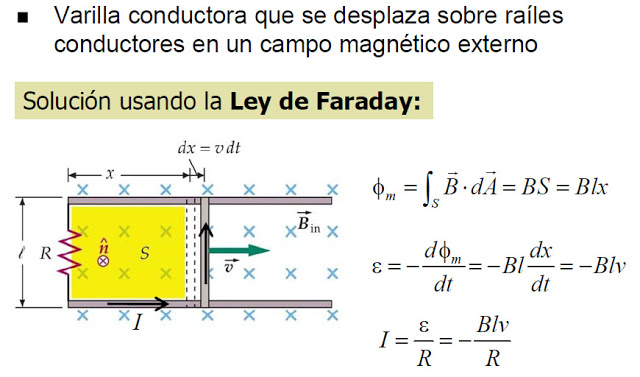 ▪ Varilla conductora que se desplaza sobre raíles
conductores en un campo magnético externo
Solución usando la Ley de Faraday:
dx = v dt
x
ℓ
R
n̂
⊗
S
v⃗
B⃗in
I
ϕm = ∫S B⃗ · dA⃗ = BS = Blx
ε = − dϕm/dt = −Bl dx/dt = −Blv
I = ε/R = − Blv/R